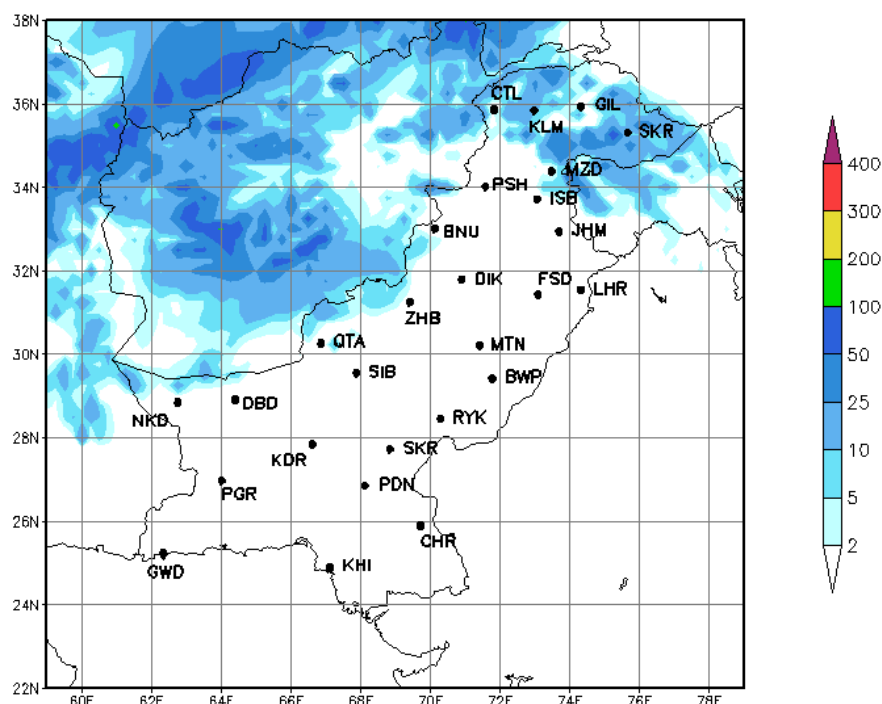 38N
36N
34N
32N
30N
28N
26N
24N
22N
60E 62E 64E 66E 68E 70E 72E 74E 76E 78E
CTL
GIL
KLM
SKR
MZD
PSH
ISB
BNU
JHM
DIK
FSD
LHR
ZHB
QTA
MTN
SIB
BWP
DBD
NKD
RYK
SKR
KDR
PGR
PDN
CHR
GWD
KHI
400
300
200
100
50
25
10
5
2